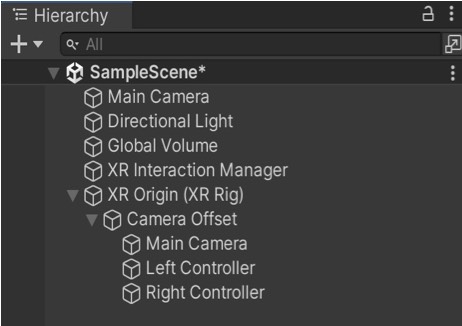 Hierarchy
All
SampleScene*
Main Camera
Directional Light
Global Volume
XR Interaction Manager
XR Origin (XR Rig)
Camera Offset
Main Camera
Left Controller
Right Controller